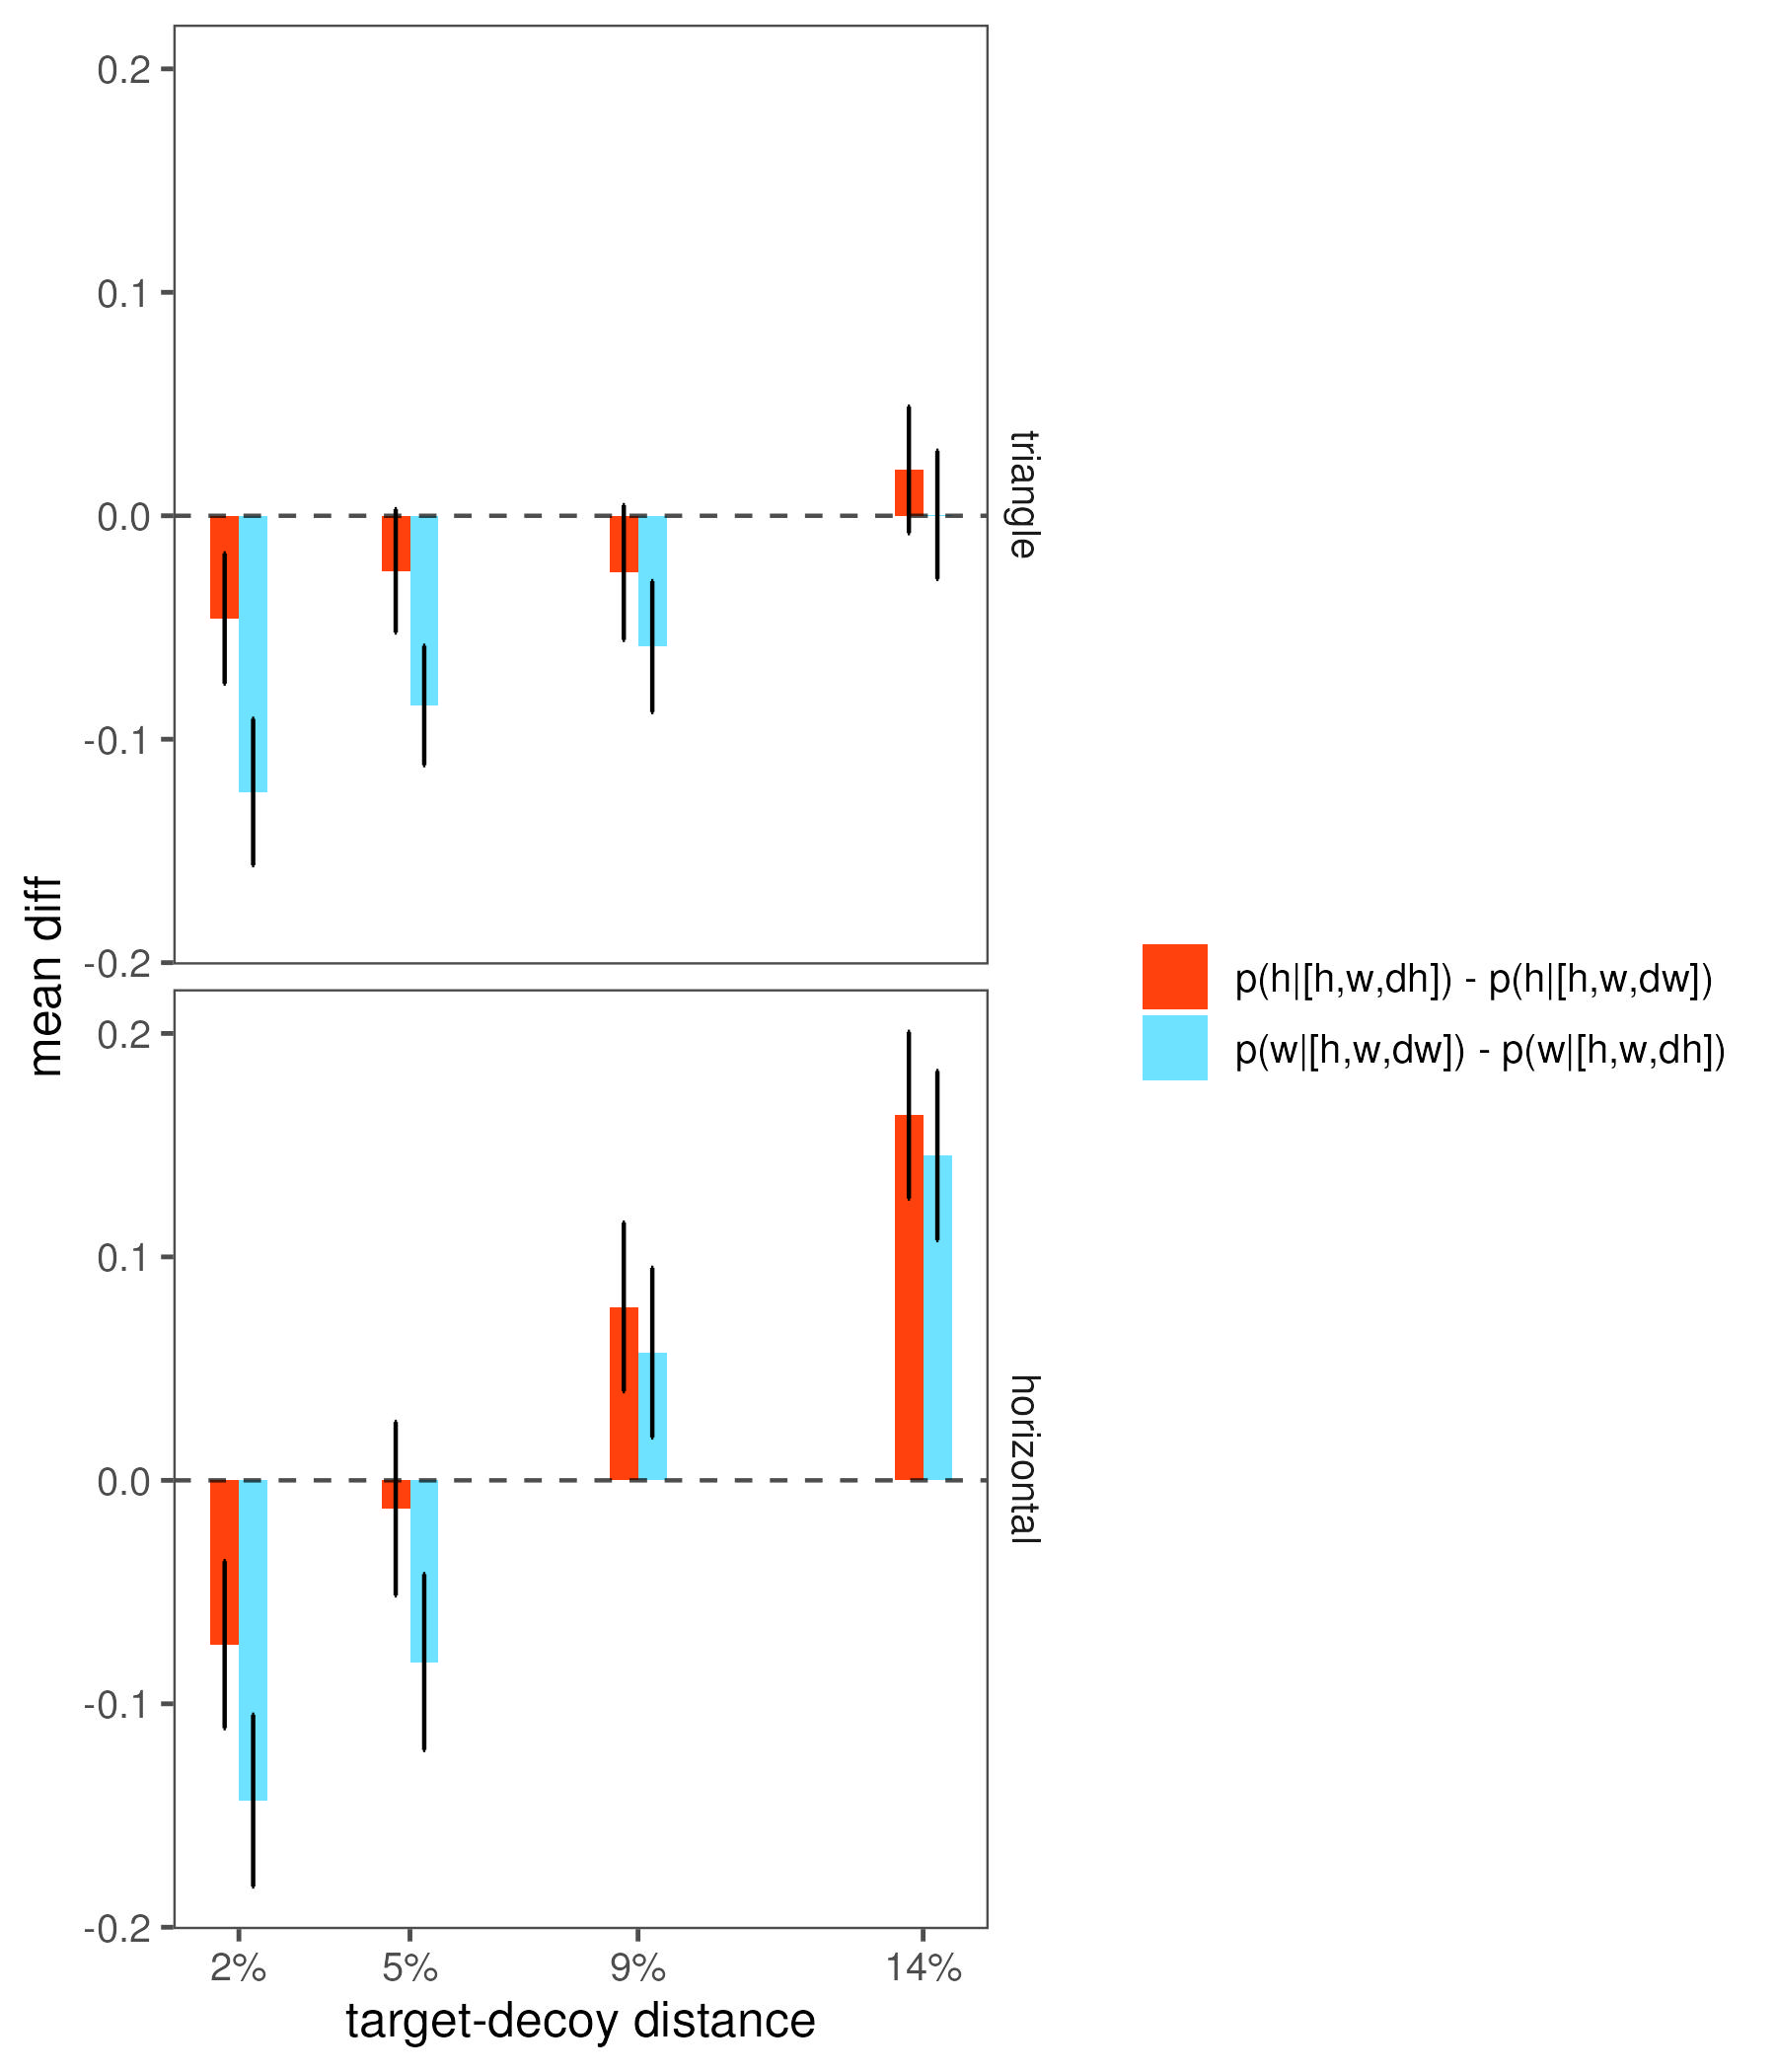 mean diff
0.2
0.1
0.0
-0.1
-0.2
triangle
0.2
0.1
0.0
-0.1
-0.2
horizontal
2% 5% 9% 14%
target-decoy distance
p(h|[h,w,dh]) - p(h|[h,w,dw])
p(w|[h,w,dw]) - p(w|[h,w,dh])